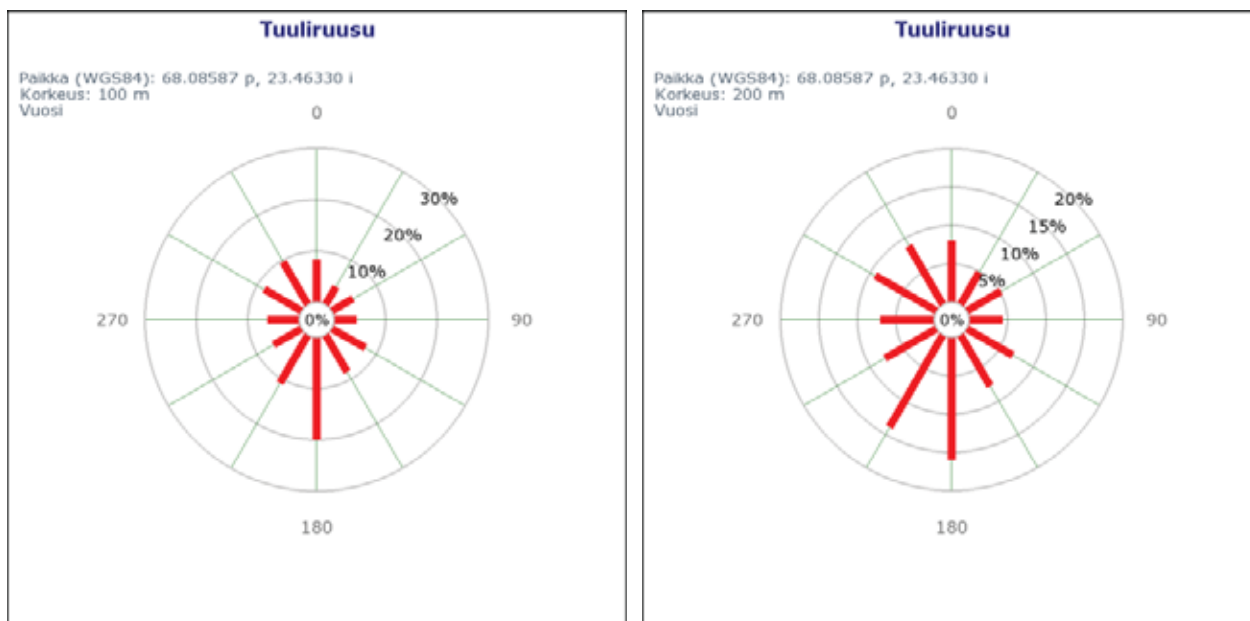 Tuuliruusu
Paikka (WGS84): 68.08587 p, 23.46330 i
Korkeus: 100 m
Vuosi
0
30%
20%
10%
270
0%
90
180
Tuuliruusu
Paikka (WGS84): 68.08587 p, 23.46330 i
Korkeus: 200 m
Vuosi
0
20%
15%
10%
5%
270
0%
90
180